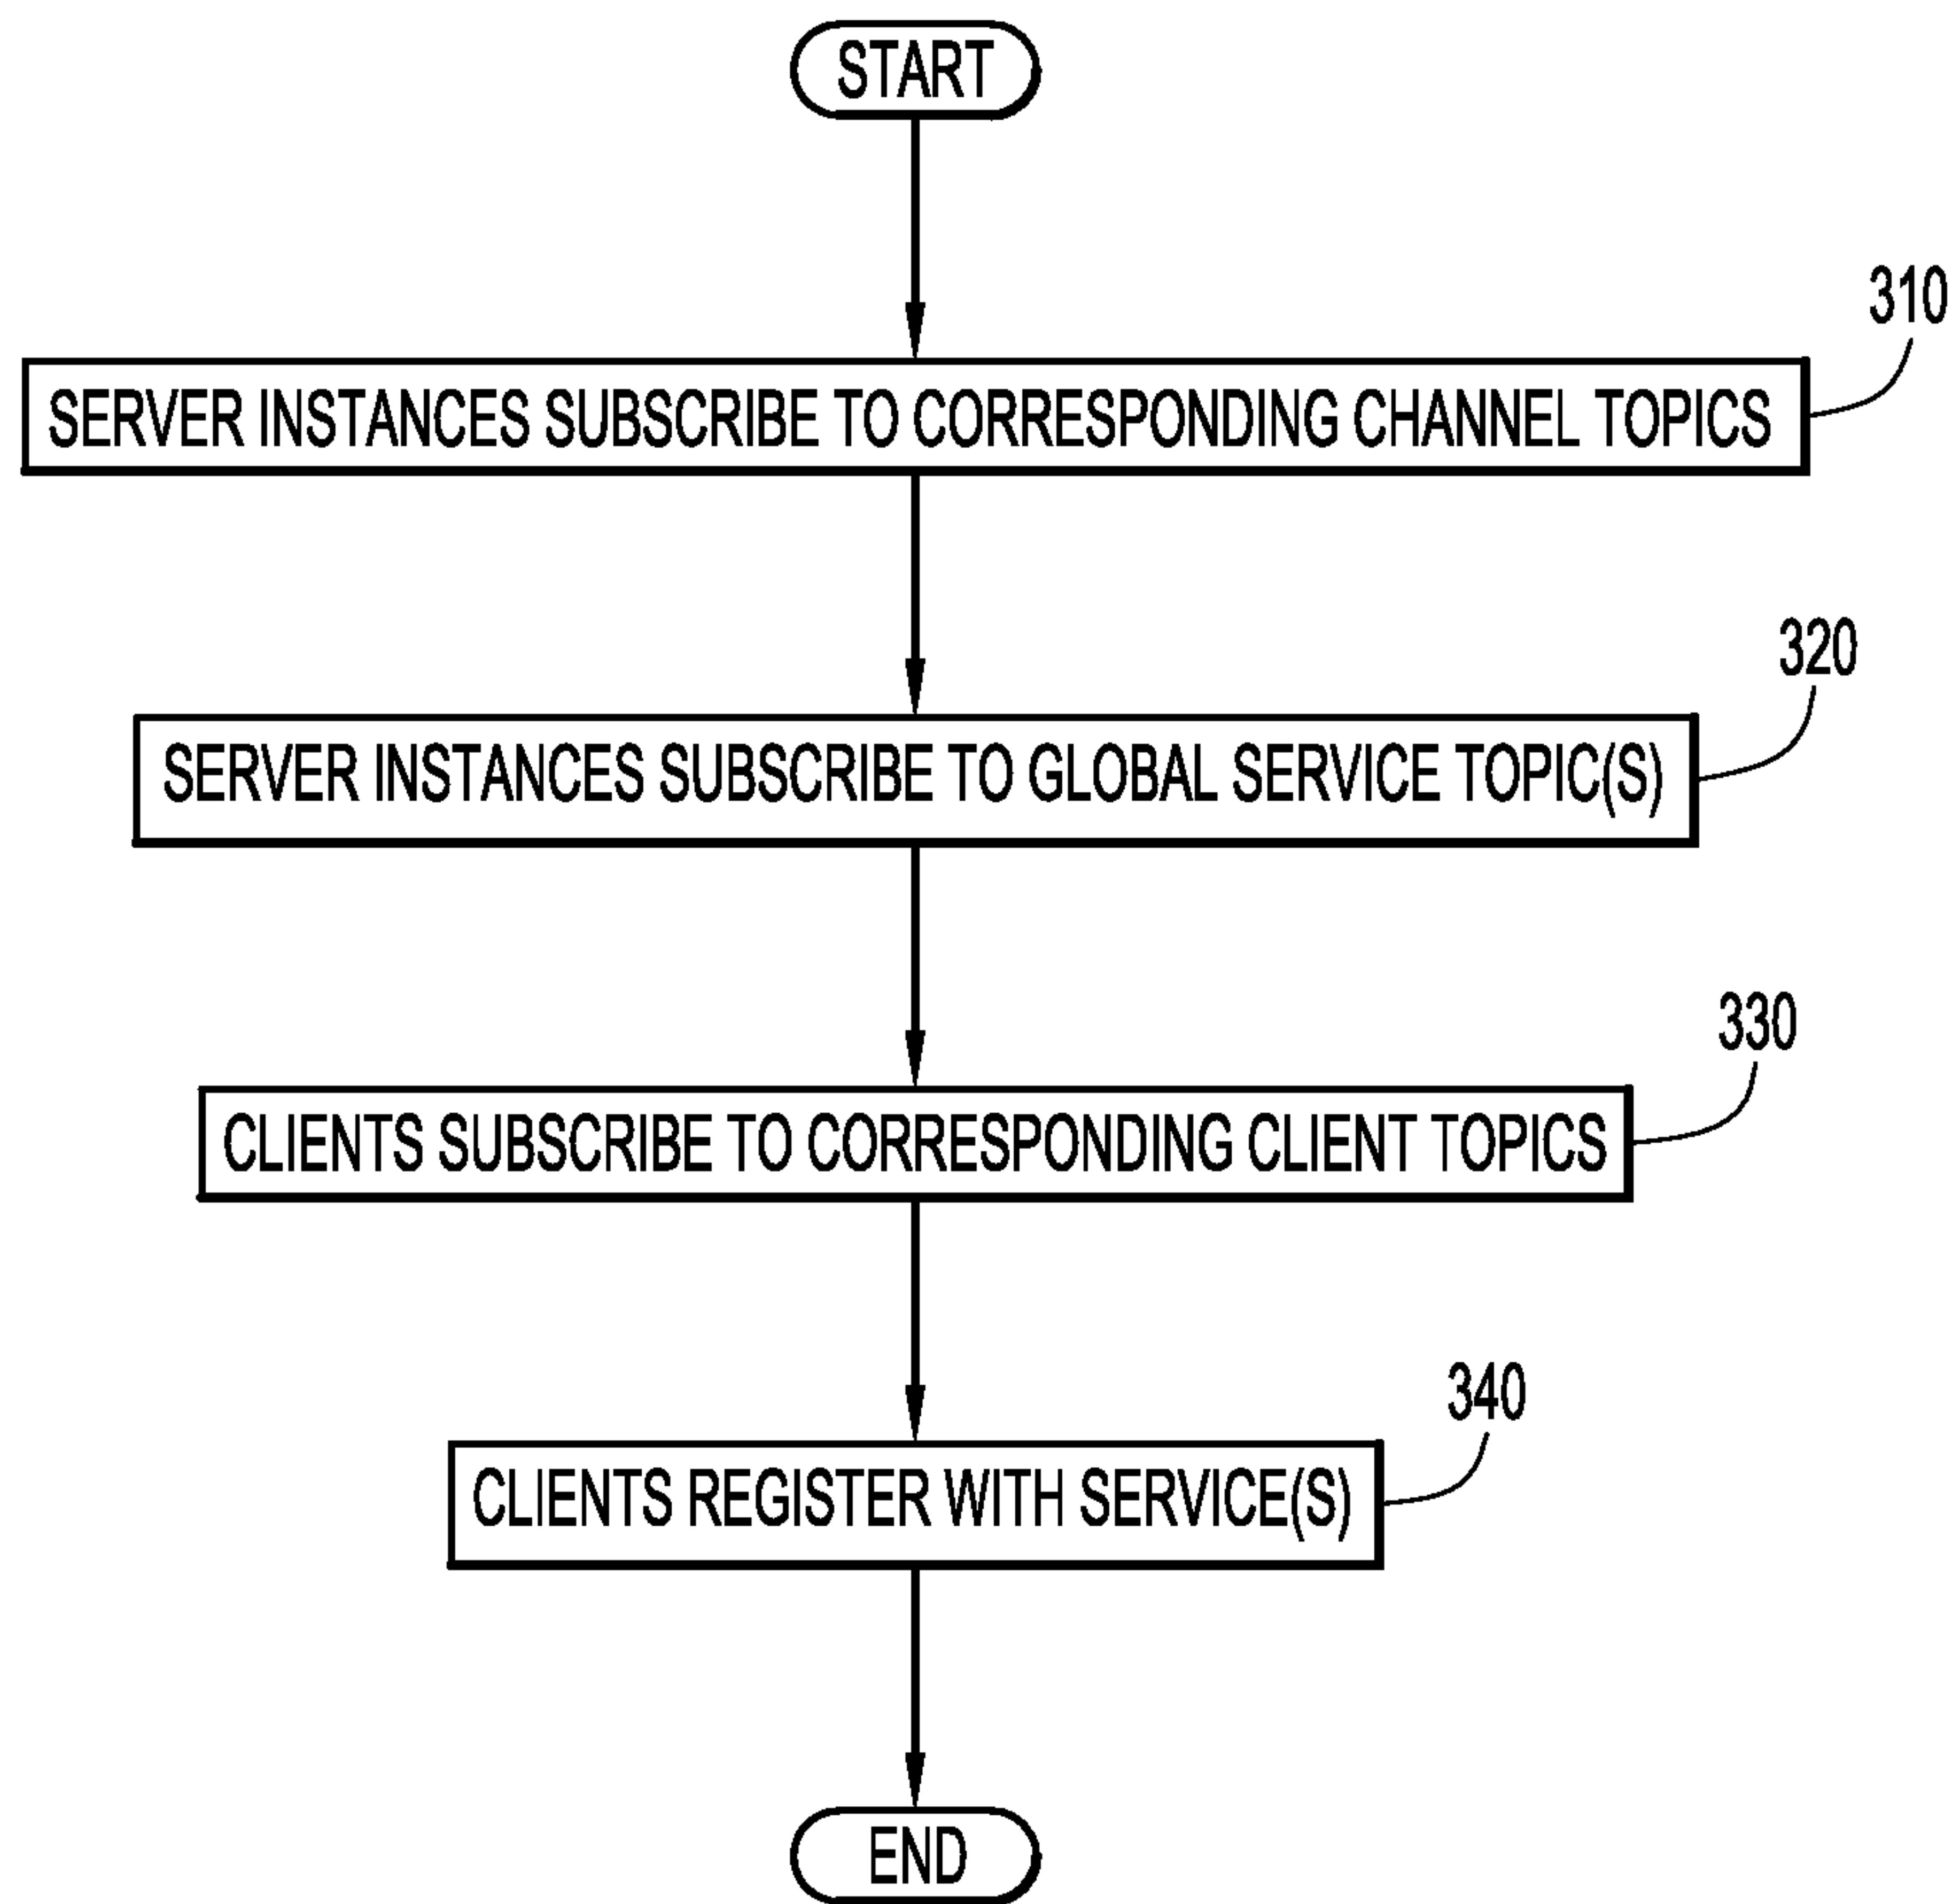 START
310
SERVER INSTANCES SUBSCRIBE TO CORRESPONDING CHANNEL TOPICS
320
SERVER INSTANCES SUBSCRIBE TO GLOBAL SERVICE TOPIC(S)
330
CLIENTS SUBSCRIBE TO CORRESPONDING CLIENT TOPICS
340
CLIENTS REGISTER WITH SERVICE(S)
END